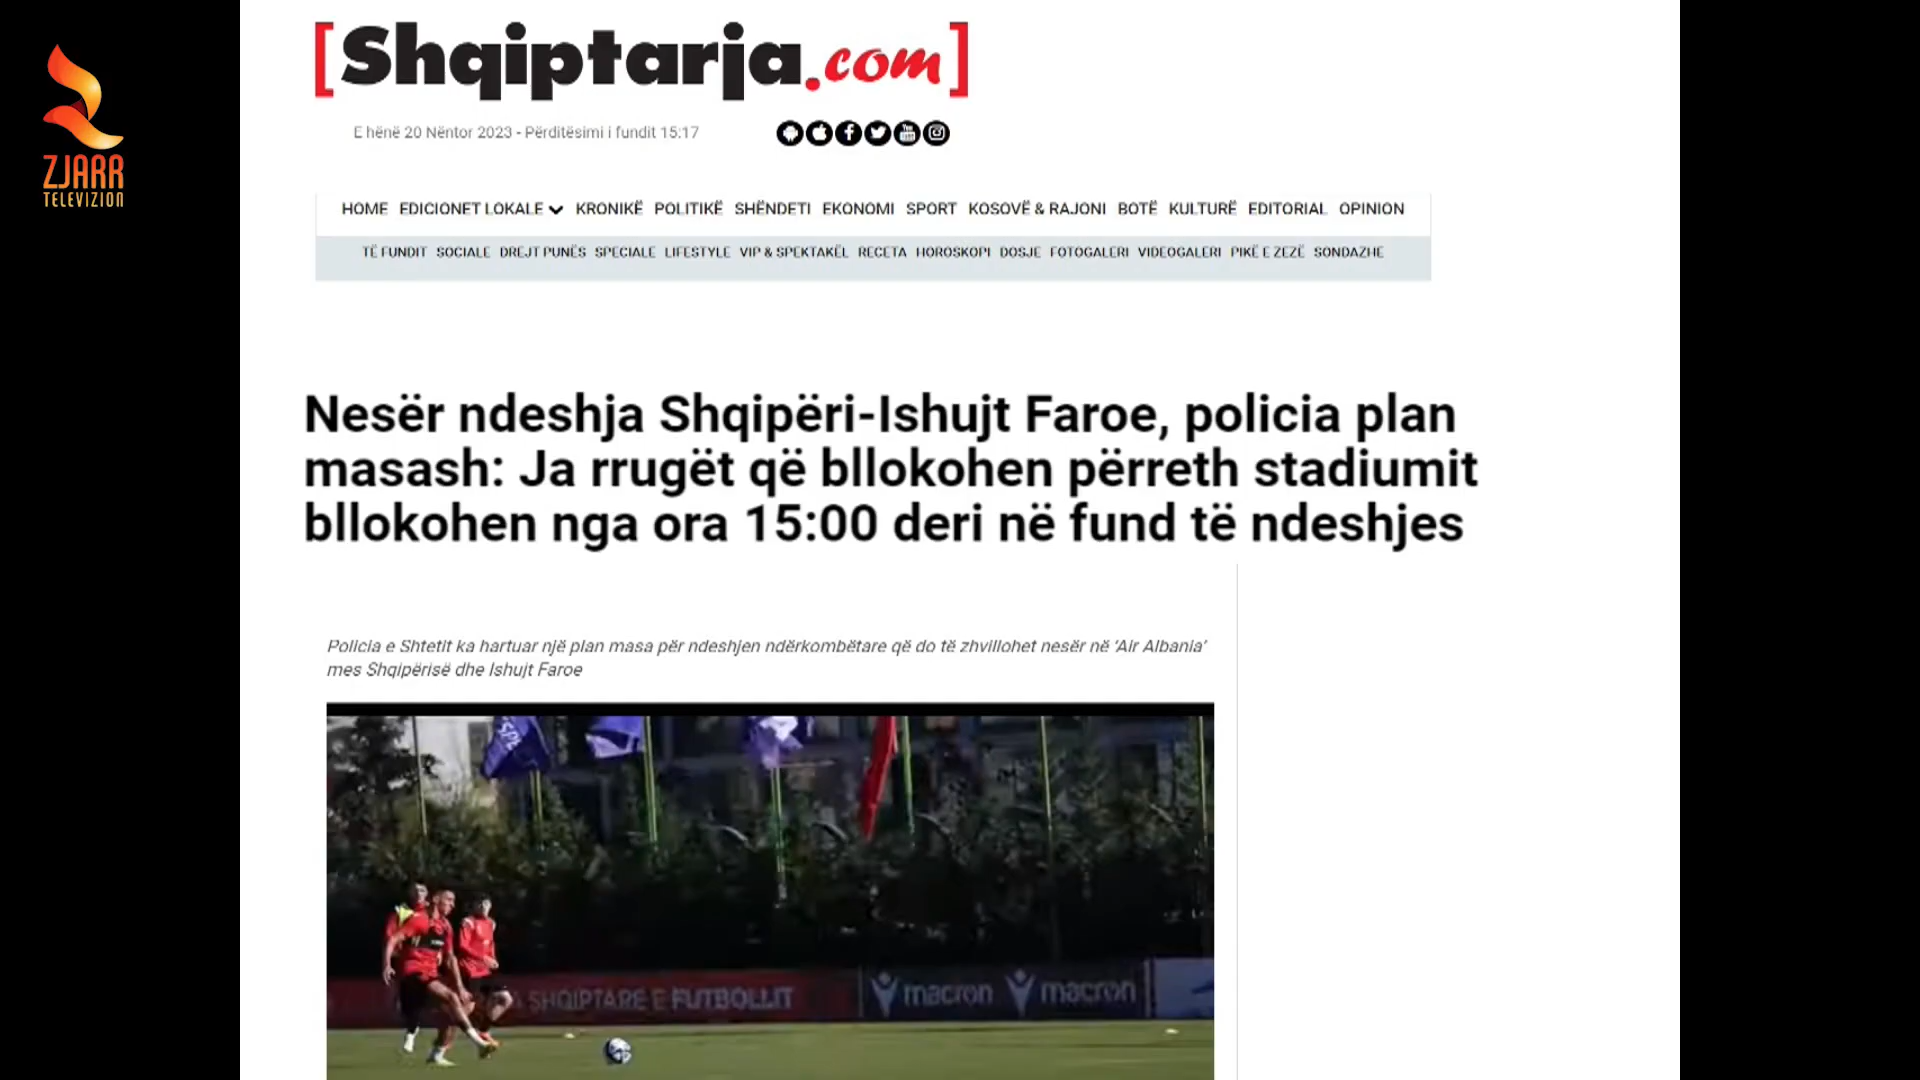 [Shqiptarja.com]
ZJARR
TELEVIZION
E hënë 20 Nëntor 2023 - Përditësimi i fundit 15:17
HOME EDICIONET LOKALE KRONIKË POLITIKË SHËNDETI EKONOMI SPORT KOSOVË & RAJONI BOTË KULTURË EDITORIAL OPINION
TË FUNDIT SOCIALE DREJT PUNËS SPECIALE LIFESTYLE VIP & SPEKTAKËL RECETA HOROSKOPI DOSJE FOTOGALERI VIDEOGALERI PIKË E ZEZË SONDAZHE
Nesër ndeshja Shqipëri-Ishujt Faroe, policia plan
masash: Ja rrugët që bllokohen përreth stadiumit
bllokohen nga ora 15:00 deri në fund të ndeshjes
Policia e Shtetit ka hartuar një plan masa për ndeshjen ndërkombëtare që do të zhvillohet nesër në ‘Air Albania’
mes Shqipërisë dhe Ishujt Faroe
SHQIPTARE E FUTBOLLIT macron macron